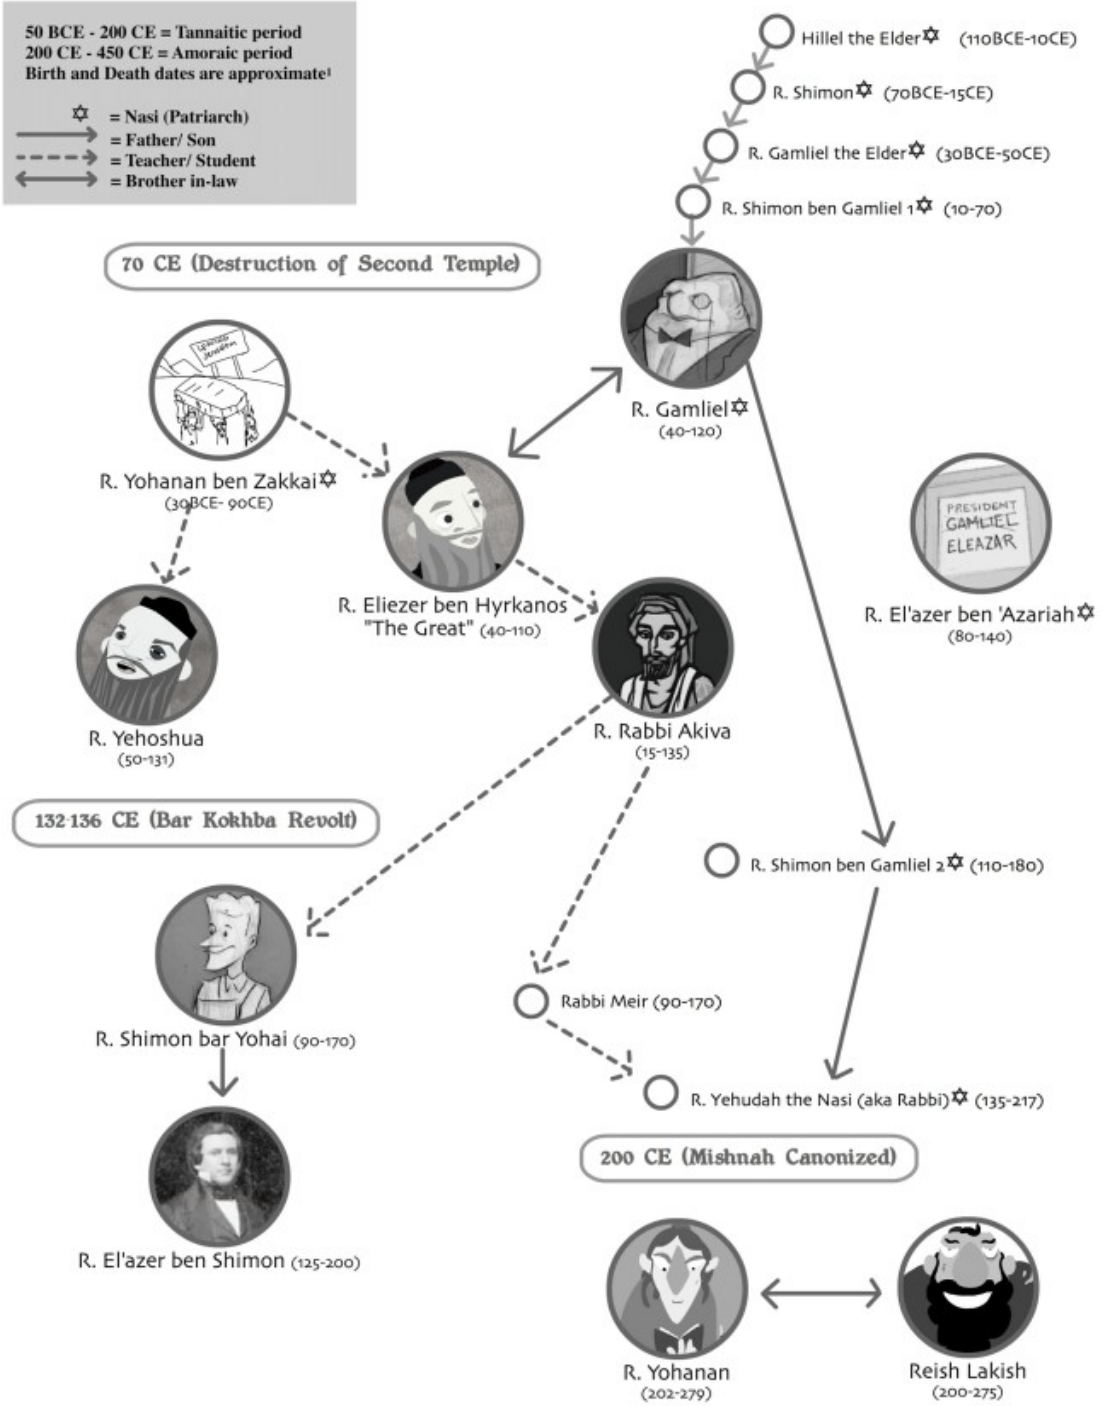 50 BCE - 200 CE = Tannaitic period
200 CE - 450 CE = Amoraic period
Birth and Death dates are approximate¹
✡ = Nasi (Patriarch)
= Father/ Son
= Teacher/ Student
= Brother in-law
Hillel the Elder✡ (110BCE-10CE)
R. Shimon✡ (70BCE-15CE)
R. Gamliel the Elder✡ (30BCE-50CE)
R. Shimon ben Gamliel 1✡ (10-70)
70 CE (Destruction of Second Temple)
R. Gamliel✡
(40-120)
R. Yohanan ben Zakkai✡
(30BCE- 90CE)
PRESIDENT
GAMLIEL
ELEAZAR
R. Eliezer ben Hyrkanos
"The Great" (40-110)
R. El'azer ben 'Azariah✡
(80-140)
R. Yehoshua
(50-131)
R. Rabbi Akiva
(15-135)
132-136 CE (Bar Kokhba Revolt)
R. Shimon ben Gamliel 2✡ (110-180)
Rabbi Meir (90-170)
R. Shimon bar Yohai (90-170)
R. Yehudah the Nasi (aka Rabbi)✡ (135-217)
200 CE (Mishnah Canonized)
R. El'azer ben Shimon (125-200)
R. Yohanan
(202-279)
Reish Lakish
(200-275)